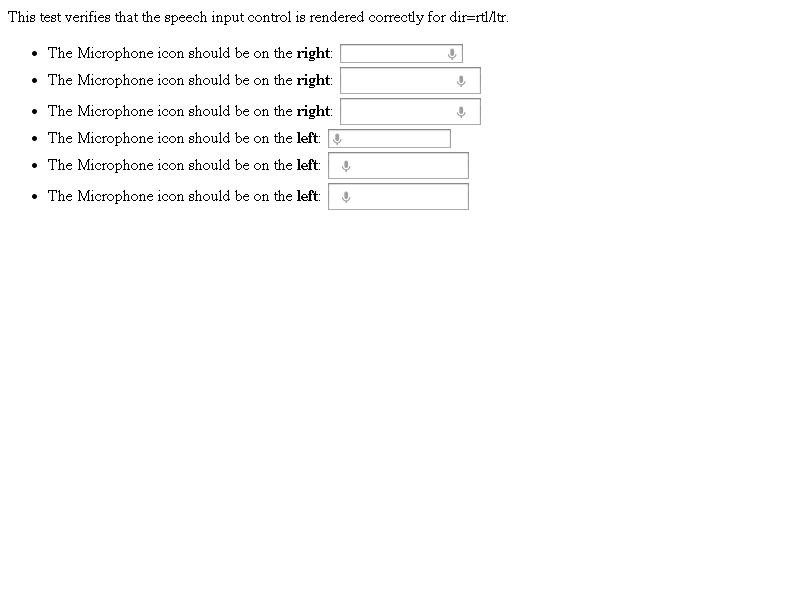 This test verifies that the speech input control is rendered correctly for dir=rtl/ltr.
• The Microphone icon should be on the right:
• The Microphone icon should be on the right:
• The Microphone icon should be on the right:
• The Microphone icon should be on the left:
• The Microphone icon should be on the left:
• The Microphone icon should be on the left: